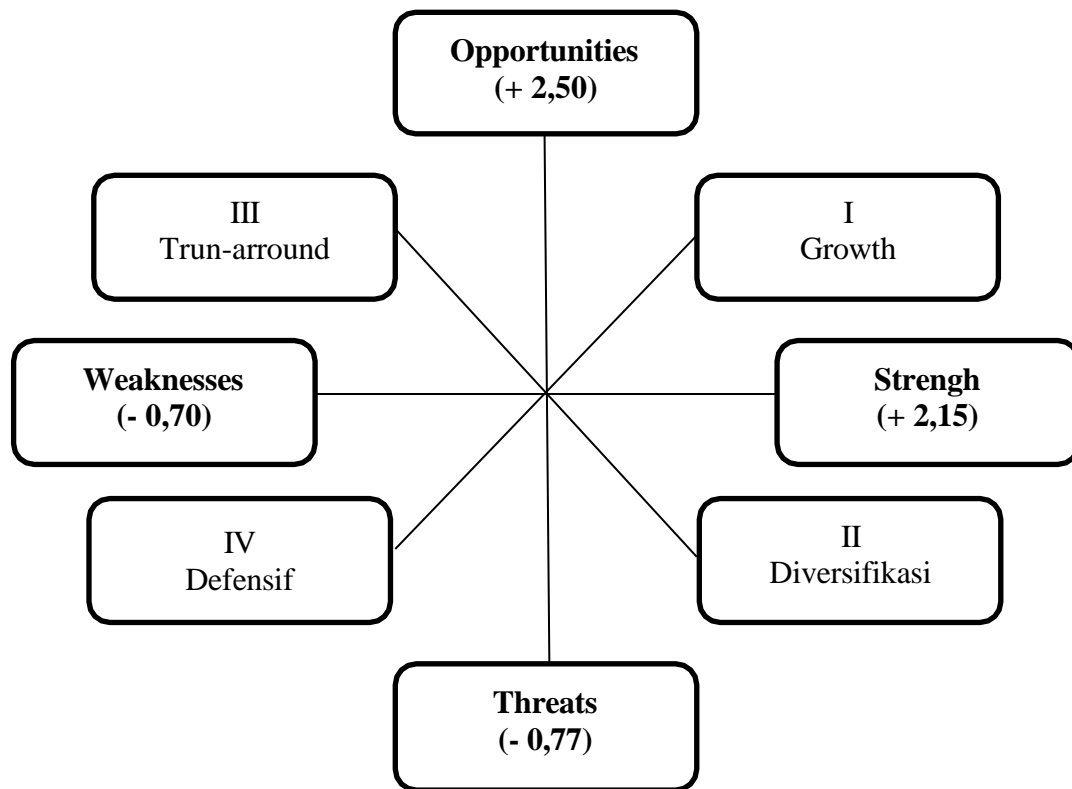 Opportunities
(+ 2,50)
III
Trun-arround
I
Growth
Weaknesses
(- 0,70)
Strengh
(+ 2,15)
IV
Defensif
II
Diversifikasi
Threats
(- 0,77)